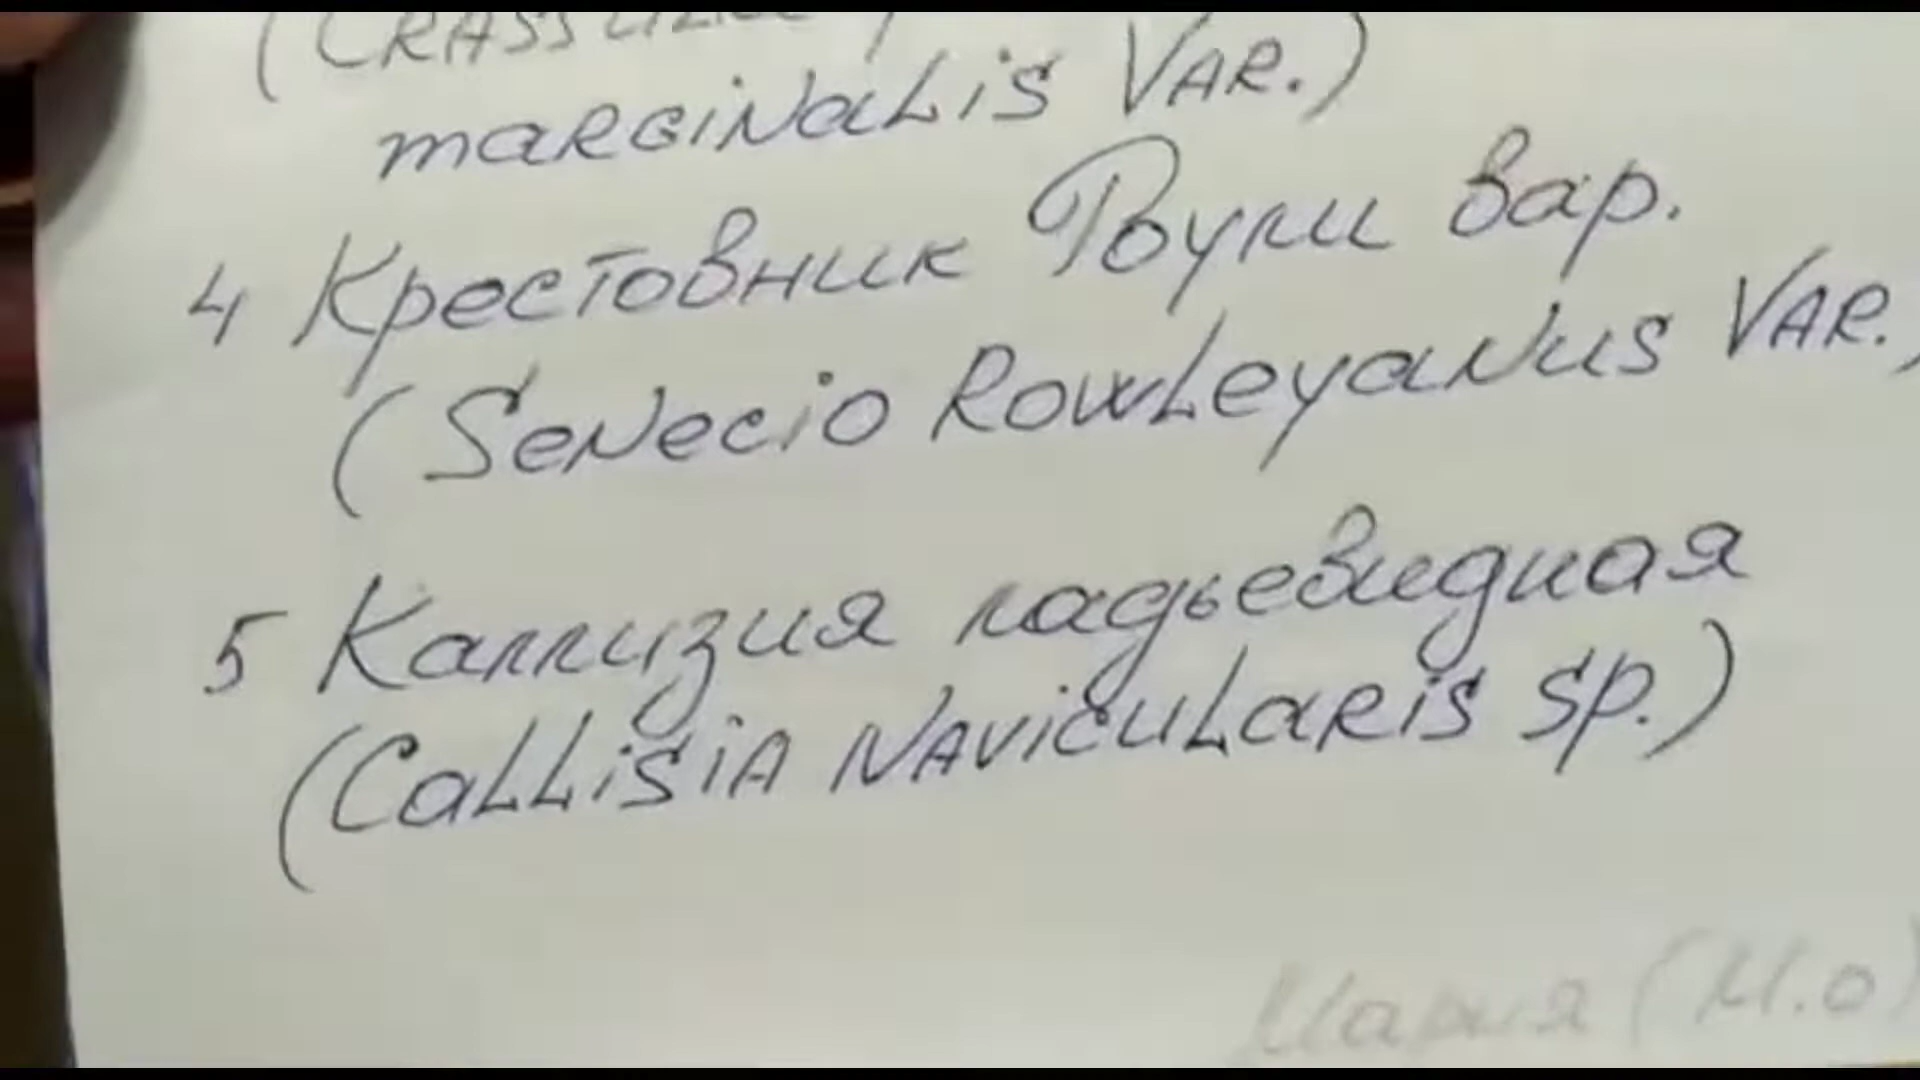 marginalis Var.)
4 Крестовник Роули вар.
(Senecio Rowleyanus Var.)
5 Каллизия ладьевидная
(Callisia Navicularis sp.)
Мария (М.О)